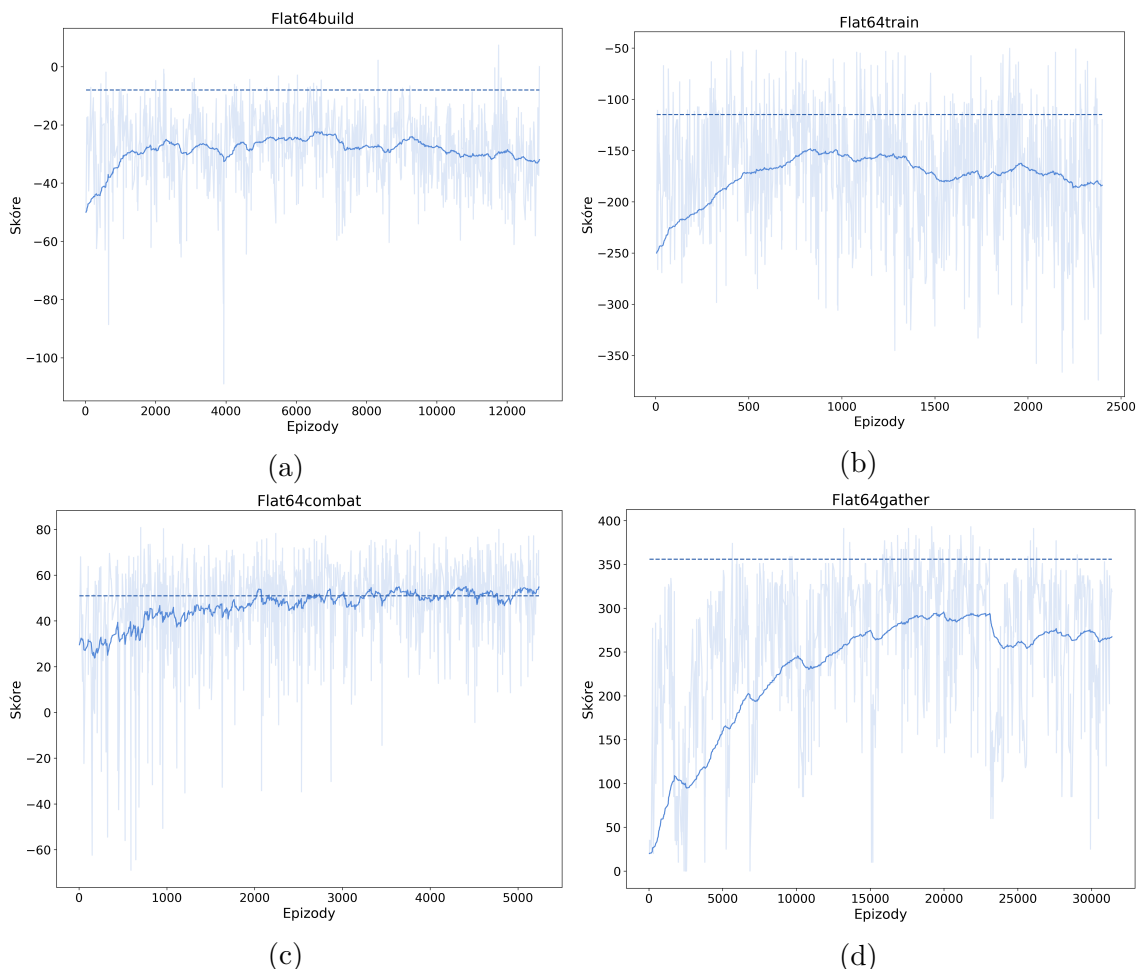 Flat64build
0
−20
−40
−60
−80
−100
Skóre
0 2000 4000 6000 8000 10000 12000
Epizody
(a)
Flat64train
−50
−100
−150
−200
−250
−300
−350
Skóre
0 500 1000 1500 2000 2500
Epizody
(b)
Flat64combat
80
60
40
20
0
−20
−40
−60
Skóre
0 1000 2000 3000 4000 5000
Epizody
(c)
Flat64gather
400
350
300
250
200
150
100
50
0
Skóre
0 5000 10000 15000 20000 25000 30000
Epizody
(d)